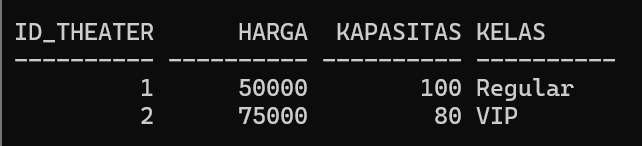 ID_THEATER      HARGA  KAPASITAS KELAS
---------- ---------- ---------- ----------
         1      50000        100 Regular
         2      75000         80 VIP